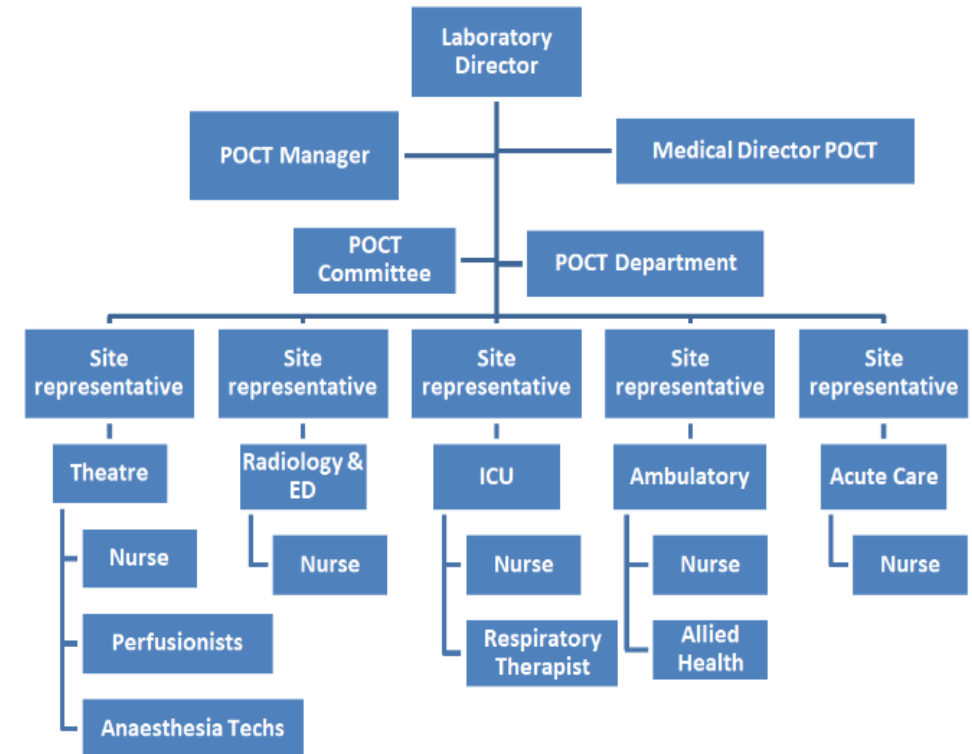 Laboratory
Director
POCT Manager
Medical Director POCT
POCT
Committee
POCT Department
Site
representative
Site
representative
Site
representative
Site
representative
Site
representative
Theatre
Radiology &
ED
ICU
Ambulatory
Acute Care
Nurse
Nurse
Nurse
Nurse
Nurse
Perfusionists
Respiratory
Therapist
Allied
Health
Anaesthesia Techs